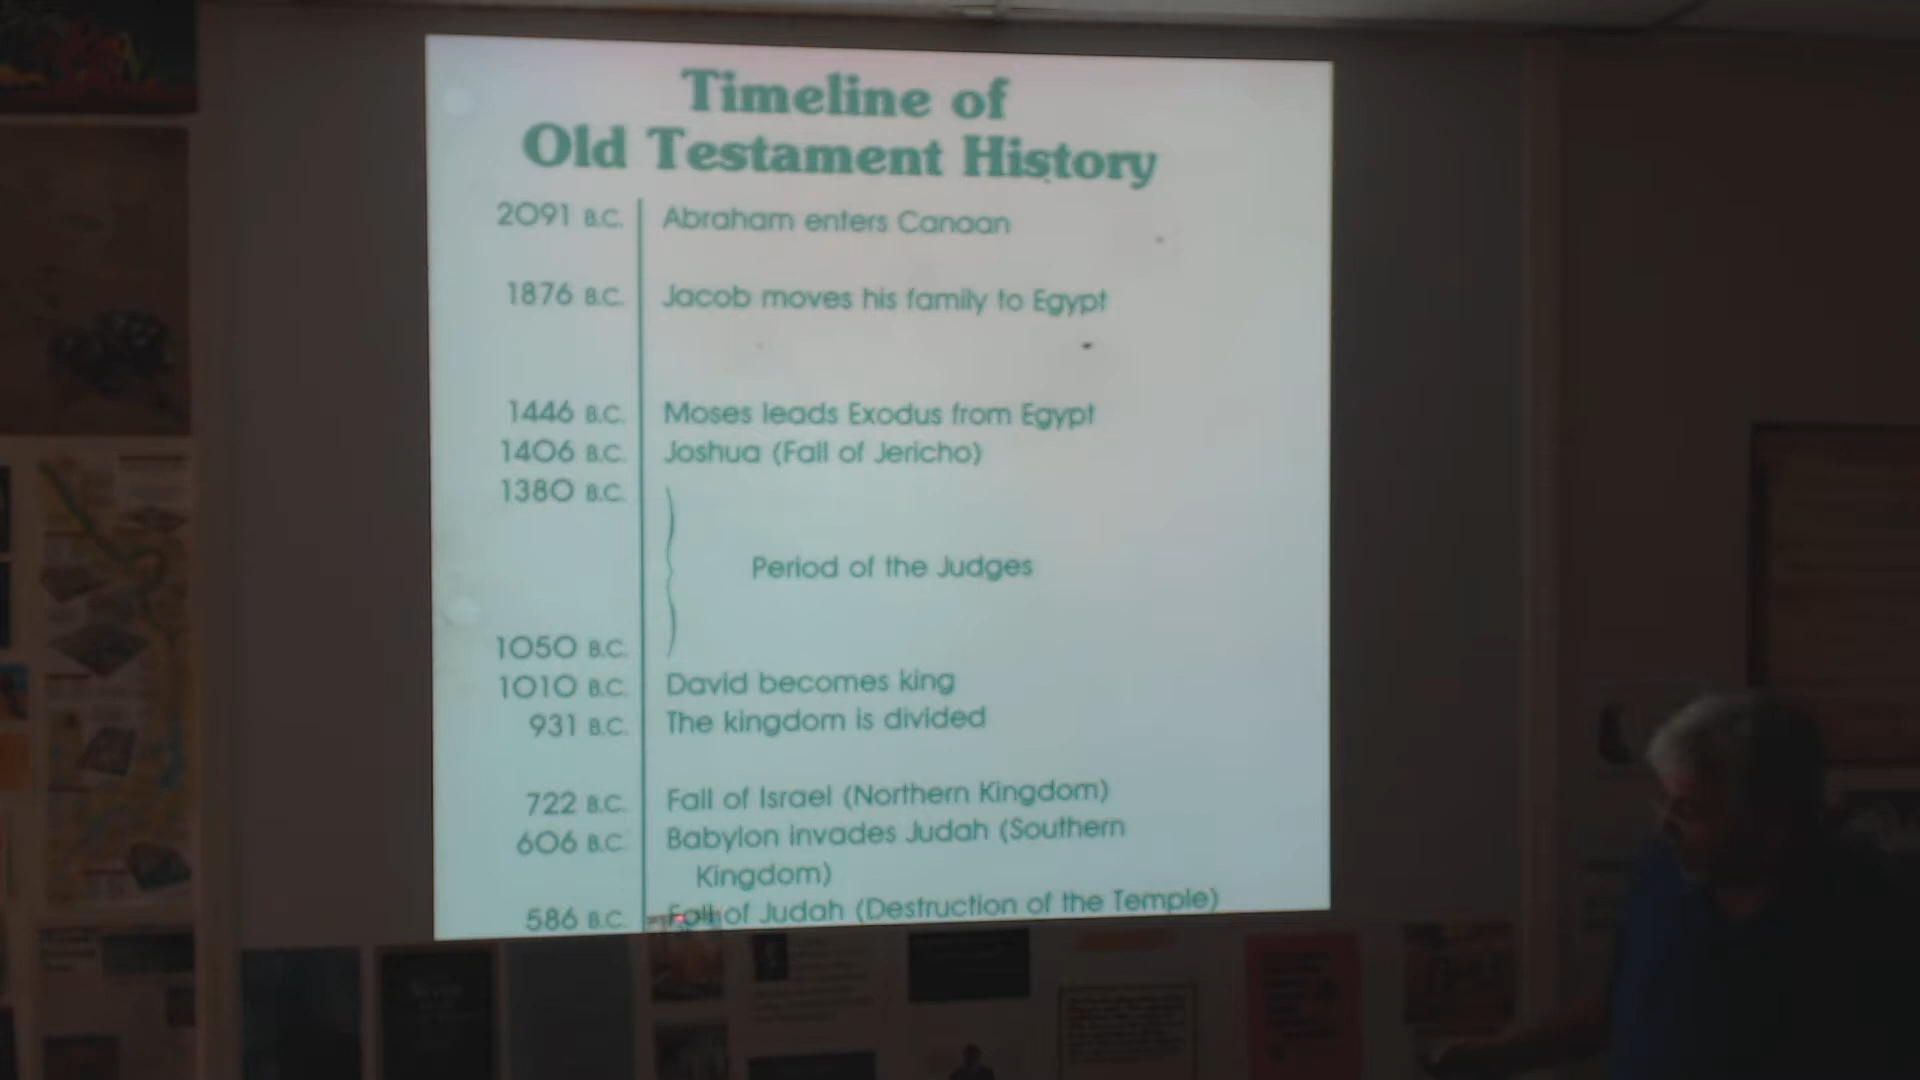 Timeline of
Old Testament History
2091 B.C. Abraham enters Canaan
1876 B.C. Jacob moves his family to Egypt
1446 B.C. Moses leads Exodus from Egypt
1406 B.C. Joshua (Fall of Jericho)
1380 B.C.
Period of the Judges
1050 B.C.
1010 B.C. David becomes king
931 B.C. The kingdom is divided
722 B.C. Fall of Israel (Northern Kingdom)
606 B.C. Babylon invades Judah (Southern
Kingdom)
586 B.C. Fall of Judah (Destruction of the Temple)